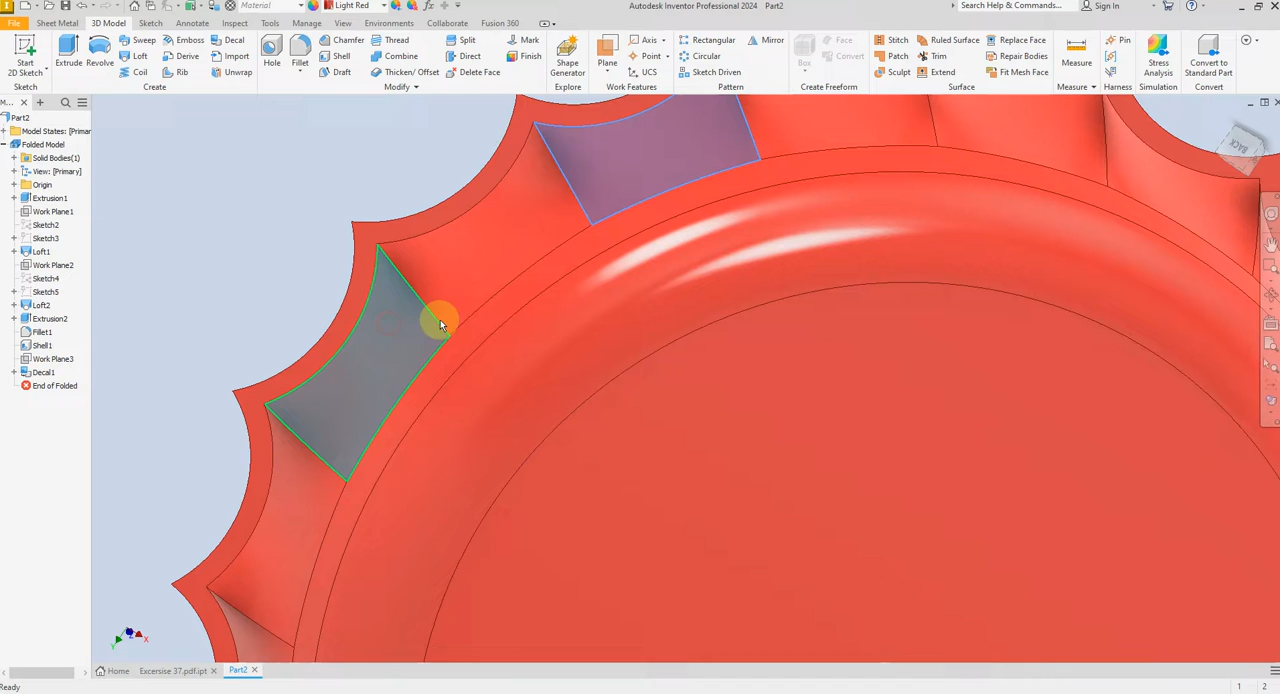 Material
Light Red
Autodesk Inventor Professional 2024 Part2
Search Help & Commands...
Sign In
File
Sheet Metal
3D Model
Sketch
Annotate
Inspect
Tools
Manage
View
Environments
Collaborate
Fusion 360
Start
2D Sketch
Extrude
Revolve
Sweep
Emboss
Decal
Loft
Derive
Import
Coil
Rib
Unwrap
Hole
Fillet
Chamfer
Thread
Split
Mark
Shell
Combine
Direct
Finish
Draft
Thicken/ Offset
Delete Face
Shape
Generator
Plane
Axis
Point
UCS
Rectangular
Mirror
Circular
Sketch Driven
Box
Face
Convert
Stitch
Ruled Surface
Replace Face
Patch
Trim
Repair Bodies
Sculpt
Extend
Fit Mesh Face
Measure
Pin
Stress
Analysis
Convert to
Standard Part
Sketch
Create
Modify
Explore
Work Features
Pattern
Create Freeform
Surface
Measure
Harness
Simulation
Convert
M...
Part2
Model States: [Primar
Folded Model
Solid Bodies(1)
View: [Primary]
Origin
Extrusion1
Work Plane1
Sketch2
Sketch3
Loft1
Work Plane2
Sketch4
Sketch5
Loft2
Extrusion2
Fillet1
Shell1
Work Plane3
Decal1
End of Folded
BACK
Z
X
Y
Home
Excersise 37.pdf.ipt
Part2
Ready
1
2